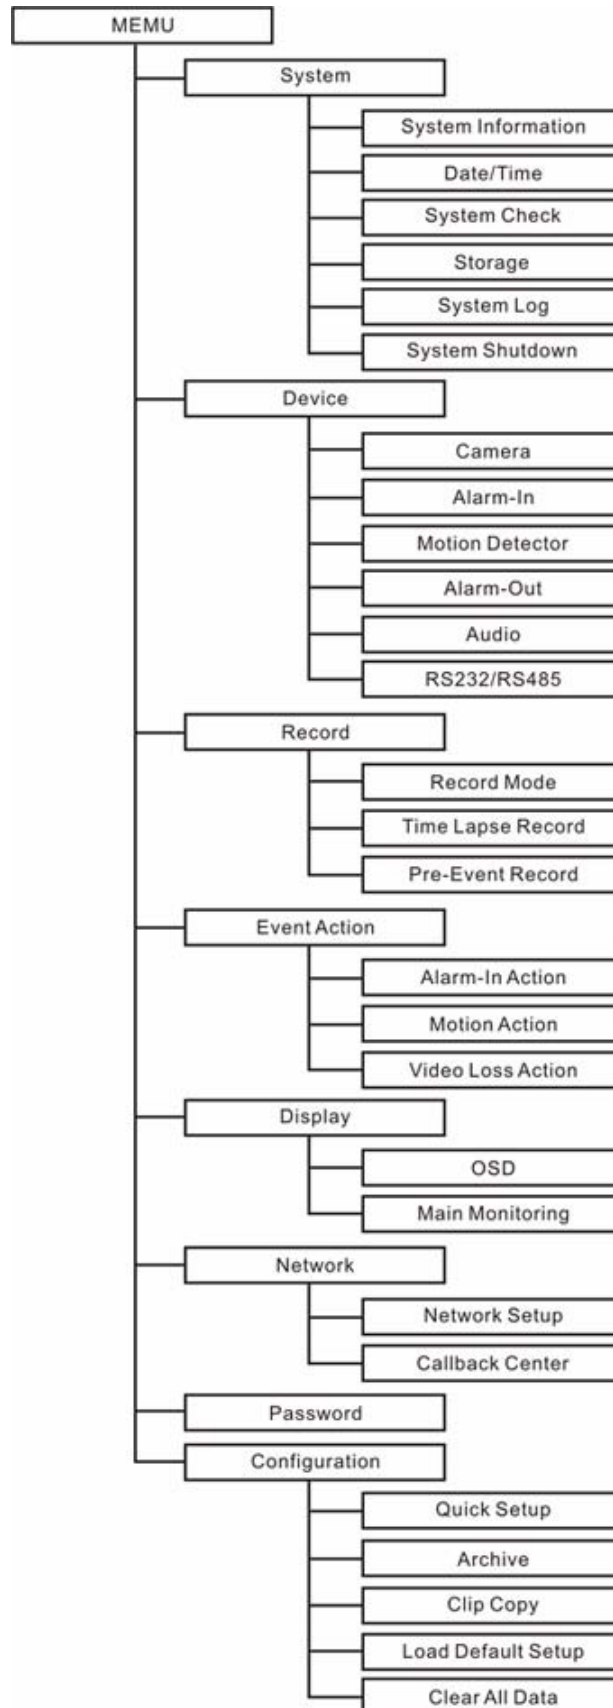 MEMU
System
System Information
Date/Time
System Check
Storage
System Log
System Shutdown
Device
Camera
Alarm-In
Motion Detector
Alarm-Out
Audio
RS232/RS485
Record
Record Mode
Time Lapse Record
Pre-Event Record
Event Action
Alarm-In Action
Motion Action
Video Loss Action
Display
OSD
Main Monitoring
Network
Network Setup
Callback Center
Password
Configuration
Quick Setup
Archive
Clip Copy
Load Default Setup
Clear All Data